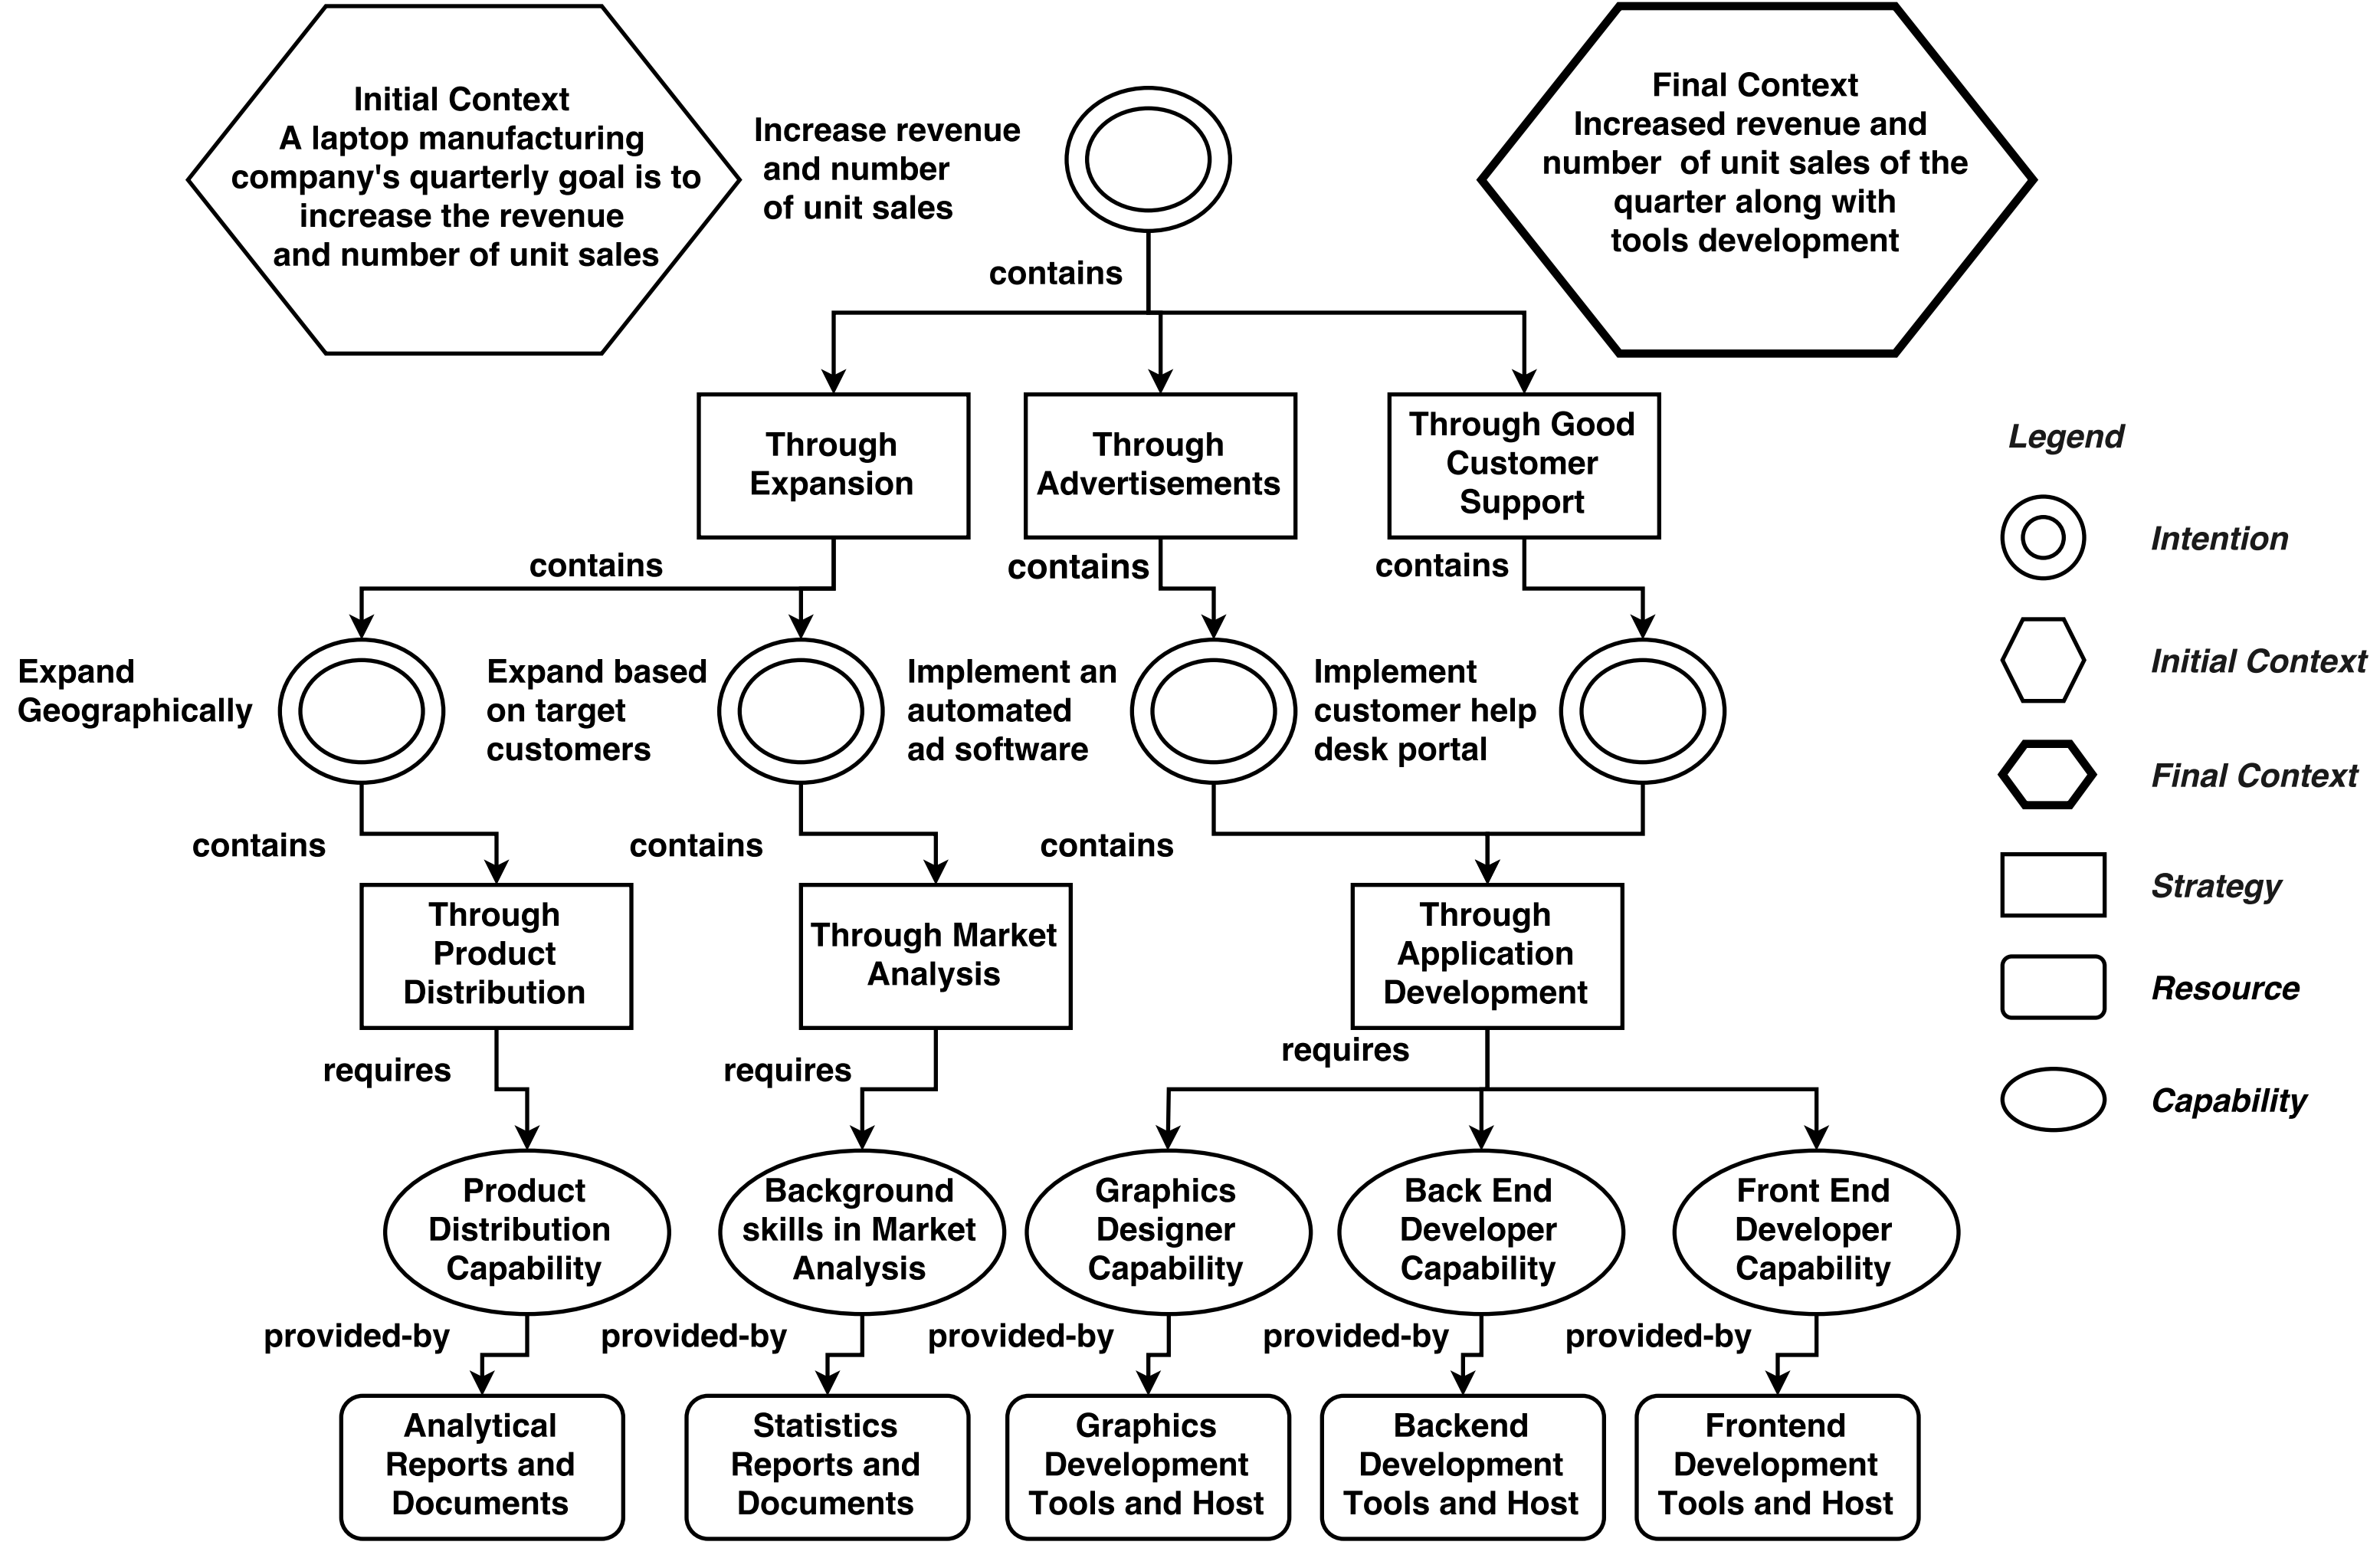 Initial Context
A laptop manufacturing
company's quarterly goal is to
increase the revenue
and number of unit sales
Increase revenue
and number
of unit sales
Final Context
Increased revenue and
number of unit sales of the
quarter along with
tools development
contains
Through
Expansion
Through
Advertisements
Through Good
Customer
Support
contains
contains
contains
Expand
Geographically
Expand based
on target
customers
Implement an
automated
ad software
Implement
customer help
desk portal
contains
contains
contains
Through
Product
Distribution
Through Market
Analysis
Through
Application
Development
requires
requires
requires
Product
Distribution
Capability
Background
skills in Market
Analysis
Graphics
Designer
Capability
Back End
Developer
Capability
Front End
Developer
Capability
provided-by
provided-by
provided-by
provided-by
provided-by
Analytical
Reports and
Documents
Statistics
Reports and
Documents
Graphics
Development
Tools and Host
Backend
Development
Tools and Host
Frontend
Development
Tools and Host
Legend
Intention
Initial Context
Final Context
Strategy
Resource
Capability